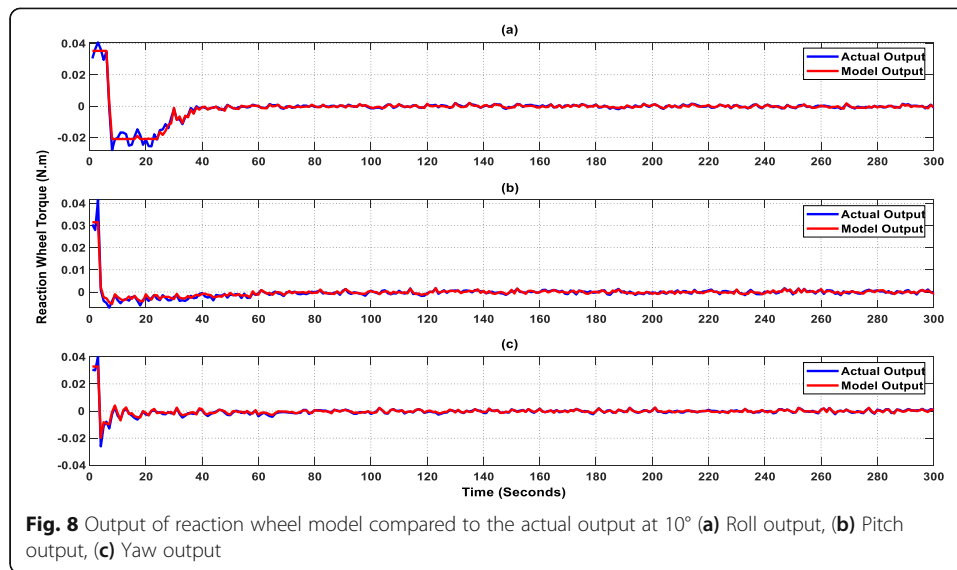 (a)
0.04
0.02
0
-0.02
Actual Output
Model Output
0 20 40 60 80 100 120 140 160 180 200 220 240 260 280 300
(b)
0.04
0.03
0.02
0.01
0
Actual Output
Model Output
0 20 40 60 80 100 120 140 160 180 200 220 240 260 280 300
(c)
0.04
0.02
0
-0.02
-0.04
Actual Output
Model Output
0 20 40 60 80 100 120 140 160 180 200 220 240 260 280 300
Reaction Wheel Torque (N.m)
Time (Seconds)
Fig. 8 Output of reaction wheel model compared to the actual output at 10° (a) Roll output, (b) Pitch
output, (c) Yaw output